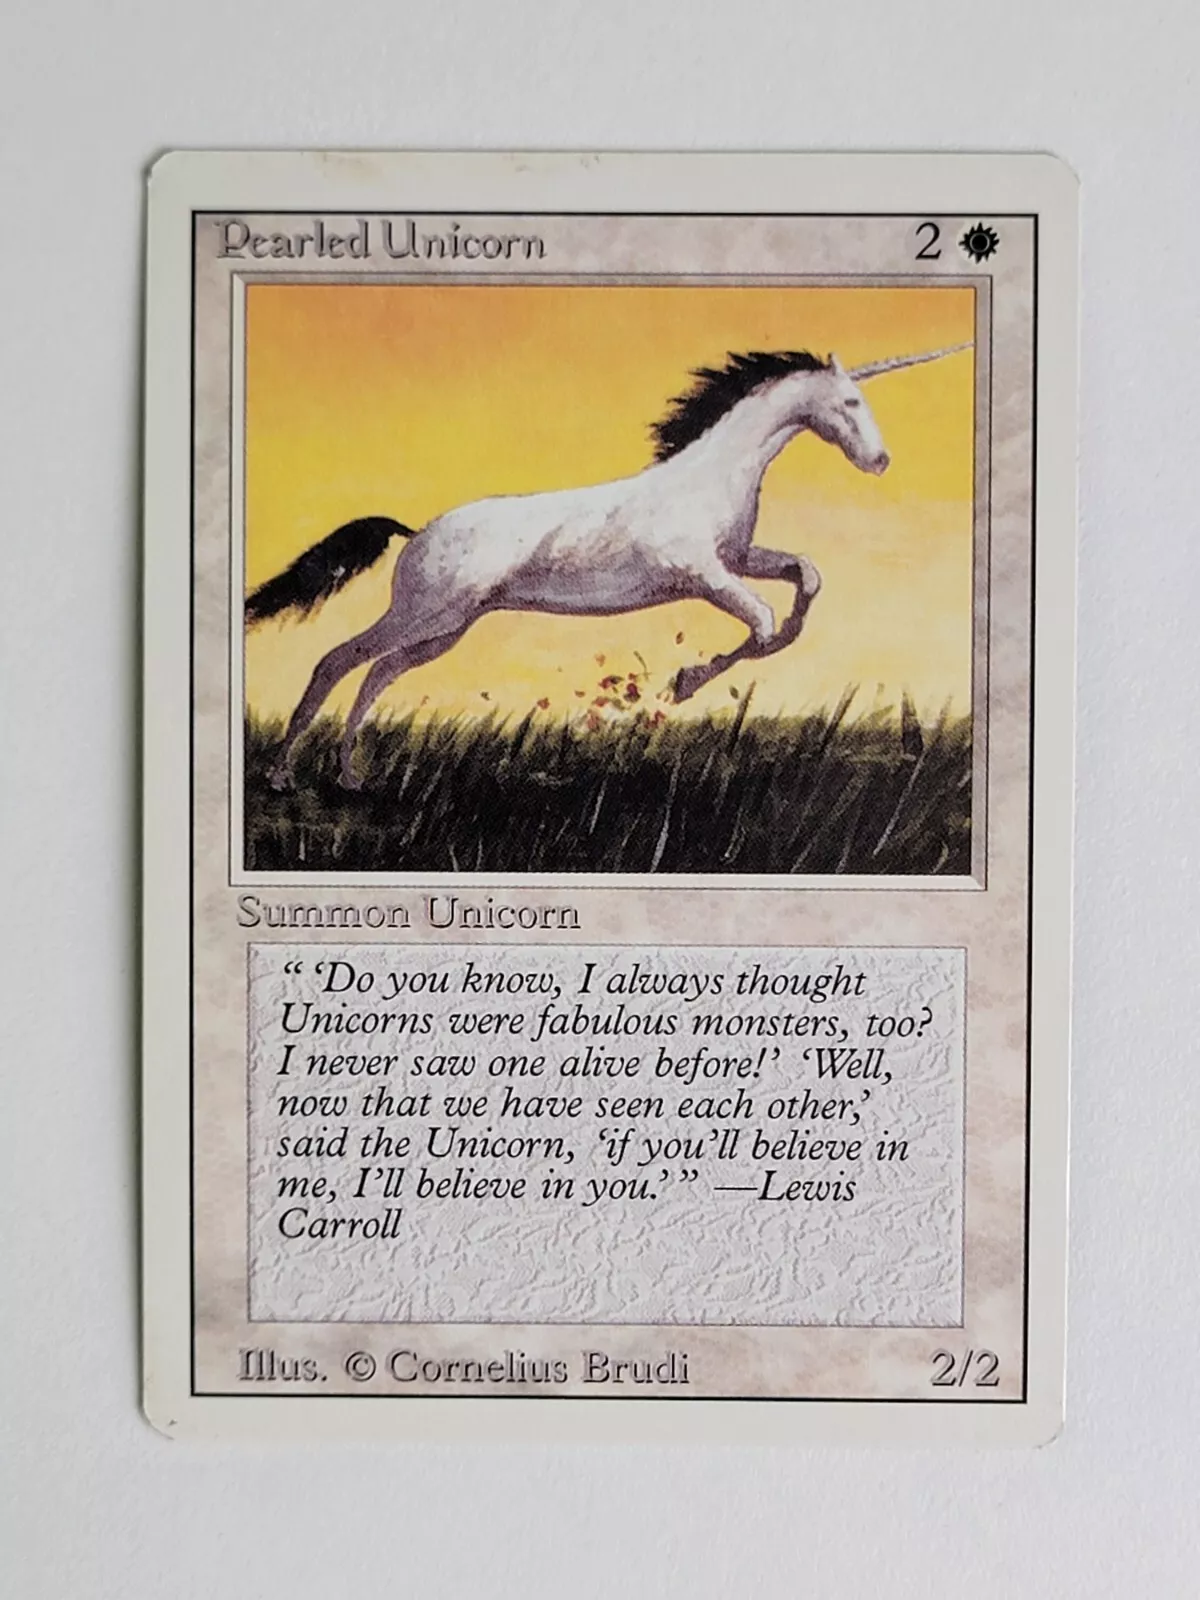 Pearled Unicorn 2
Summon Unicorn
“ ‘Do you know, I always thought
Unicorns were fabulous monsters, too?
I never saw one alive before!’ ‘Well,
now that we have seen each other,’
said the Unicorn, ‘if you’ll believe in
me, I’ll believe in you.’ ” —Lewis
Carroll
Illus. © Cornelius Brudi 2/2